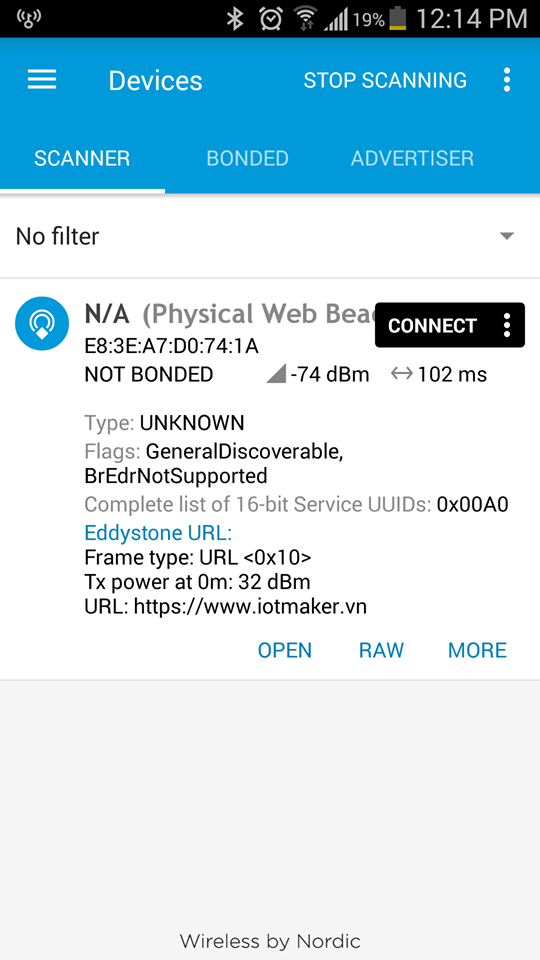 19% 12:14 PM
Devices STOP SCANNING
SCANNER BONDED ADVERTISER
No filter
N/A (Physical Web
CONNECT
E8:3E:A7:D0:74:1A
NOT BONDED -74 dBm 102 ms
Type: UNKNOWN
Flags: GeneralDiscoverable,
BrEdrNotSupported
Complete list of 16-bit Service UUIDs: 0x00A0
Eddystone URL:
Frame type: URL <0x10>
Tx power at 0m: 32 dBm
URL: https://www.iotmaker.vn
OPEN RAW MORE
Wireless by Nordic